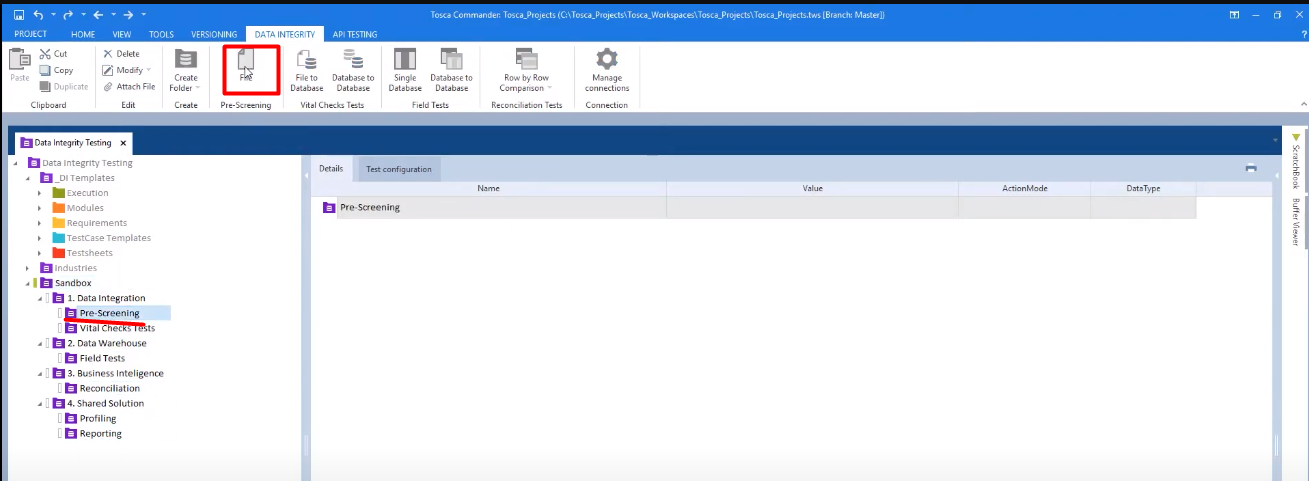 Tosca Commander: Tosca_Projects (C:\Tosca_Projects\Tosca_Workspaces\Tosca_Projects\Tosca_Projects.tws [Branch: Master])
PROJECT HOME VIEW TOOLS VERSIONING DATA INTEGRITY API TESTING
Paste
Cut
Copy
Duplicate
Clipboard
Delete
Modify
Attach File
Edit
Create
Folder
Create
File
Pre-Screening
File to
Database
Database to
Database
Vital Checks Tests
Single
Database
Database to
Database
Field Tests
Row by Row
Comparison
Reconciliation Tests
Manage
connections
Connection
Data Integrity Testing
Data Integrity Testing
_DI Templates
Execution
Modules
Requirements
TestCase Templates
Testsheets
Industries
Sandbox
1. Data Integration
Pre-Screening
Vital Checks Tests
2. Data Warehouse
Field Tests
3. Business Inteligence
Reconciliation
4. Shared Solution
Profiling
Reporting
Details Test configuration
Name Value ActionMode DataType
Pre-Screening
ScratchBook
Buffer Viewer